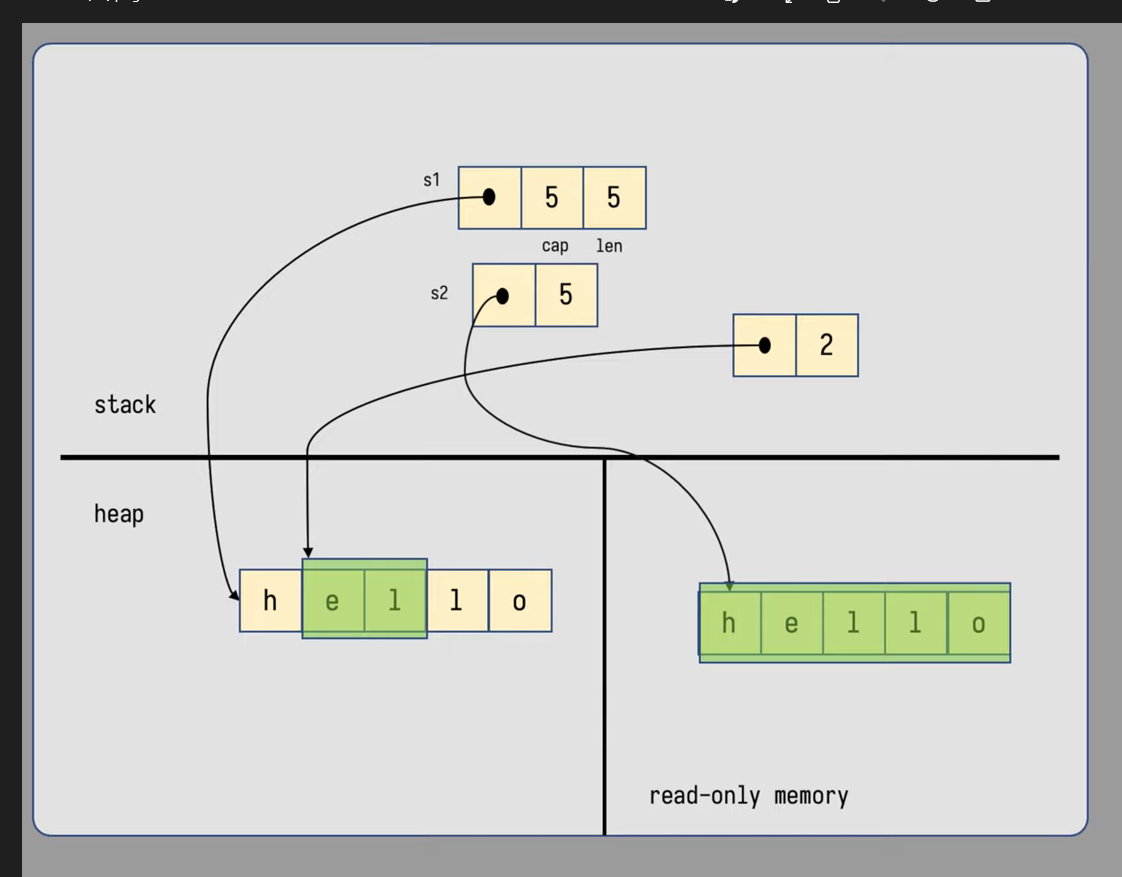 s1 5 5
cap len
s2 5
2
stack
heap
h e l l o
h e l l o
read-only memory